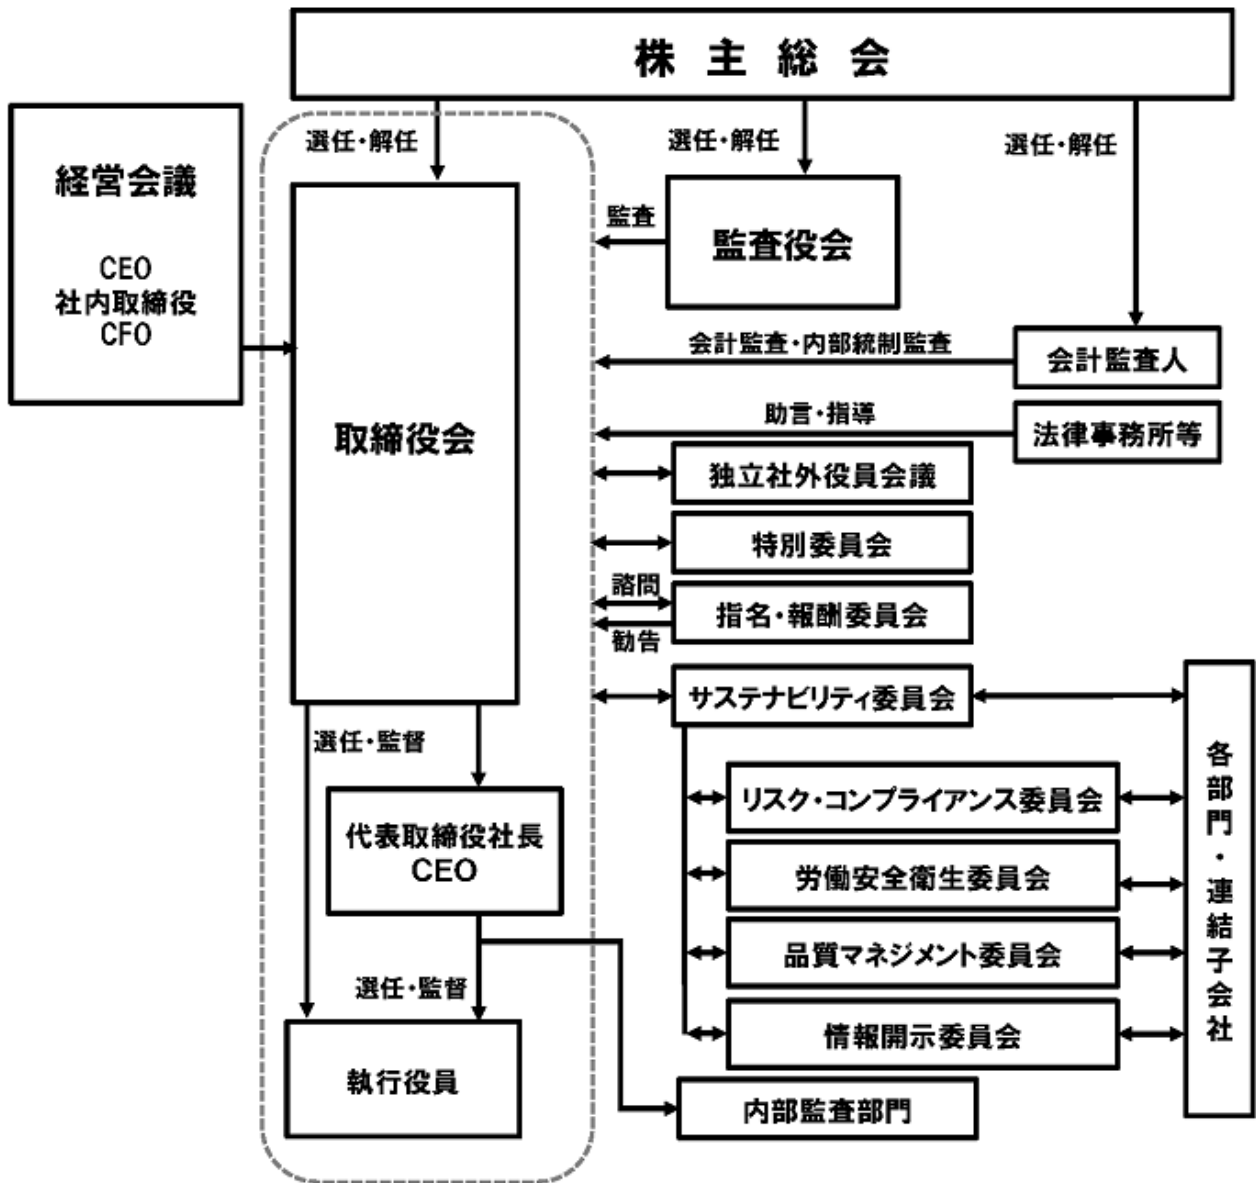 株主総会
選任・解任
選任・解任
選任・解任
経営会議
CEO
社内取締役
CFO
監査
監査役会
会計監査・内部統制監査
会計監査人
取締役会
助言・指導
法律事務所等
独立社外役員会議
特別委員会
諮問
指名・報酬委員会
勧告
サステナビリティ委員会
選任・監督
各部門・連結子会社
リスク・コンプライアンス委員会
代表取締役社長
CEO
労働安全衛生委員会
品質マネジメント委員会
選任・監督
情報開示委員会
執行役員
内部監査部門